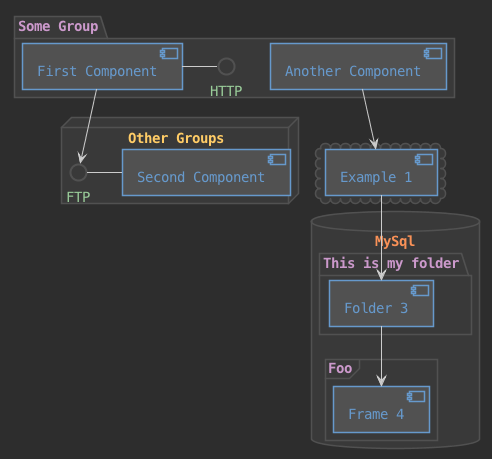 Some Group
First Component
HTTP
Another Component
Other Groups
FTP
Second Component
Example 1
MySql
This is my folder
Folder 3
Foo
Frame 4